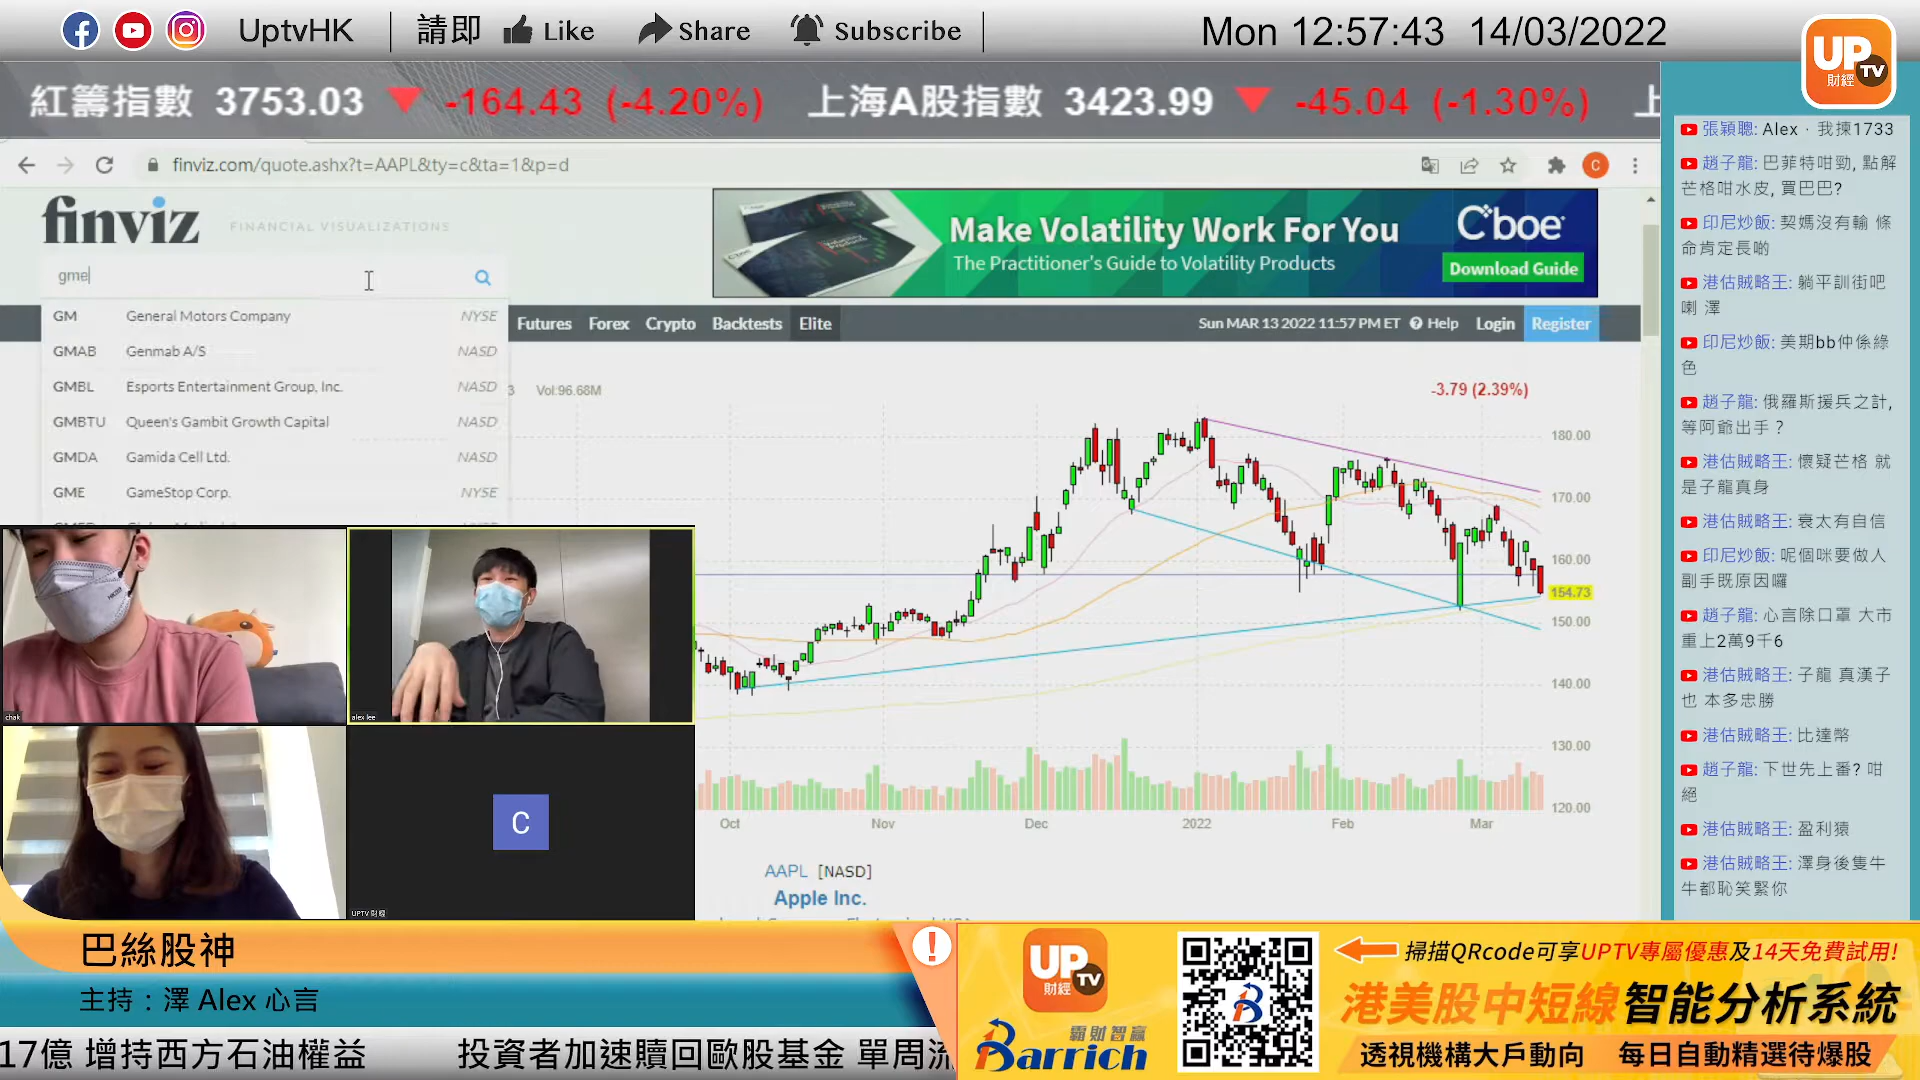 UptvHK
請即
Like
Share
Subscribe
Mon 12:57:43 14/03/2022
UP TV 財經
紅籌指數 3753.03 ▼ -164.43 (-4.20%) 上海A股指數 3423.99 ▼ -45.04 (-1.30%) 上
finviz.com/quote.ashx?t=AAPL&ty=c&ta=1&p=d
C
finviz
FINANCIAL VISUALIZATIONS
Make Volatility Work For You
The Practitioner's Guide to Volatility Products
Cboe
Download Guide
gme
GM General Motors Company NYSE
GMAB Genmab A/S NASD
GMBL Esports Entertainment Group, Inc. NASD
GMBTU Queen's Gambit Growth Capital NASD
GMDA Gamida Cell Ltd. NASD
GME GameStop Corp. NYSE
Futures Forex Crypto Backtests Elite
Sun MAR 13 2022 11:57 PM ET Help Login Register
3 Vol:96.68M
-3.79 (2.39%)
180.00
170.00
160.00
154.73
150.00
140.00
130.00
120.00
Oct Nov Dec 2022 Feb Mar
AAPL [NASD]
Apple Inc.
chak
alex lee
C
UPTV 財經
張穎聰: Alex · 我揀1733
趙子龍: 巴菲特咁勁, 點解
芒格咁水皮, 買巴巴?
印尼炒飯: 契媽沒有輸 條
命肯定長啲
港估賊略王: 躺平訓街吧
喇 澤
印尼炒飯: 美期bb仲係綠
色
趙子龍: 俄羅斯援兵之計,
等阿爺出手？
港估賊略王: 懷疑芒格 就
是子龍真身
港估賊略王: 衰太有自信
印尼炒飯: 呢個咪要做人
副手既原因囉
趙子龍: 心言除口罩 大市
重上2萬9千6
港估賊略王: 子龍 真漢子
也 本多忠勝
港估賊略王: 比達幣
趙子龍: 下世先上番? 咁
絕
港估賊略王: 盈利猿
港估賊略王: 澤身後隻牛
牛都恥笑緊你
巴絲股神
主持：澤 Alex 心言
17億 增持西方石油權益 投資者加速贖回歐股基金 單周流
UP TV 財經
霸財智贏
Barrich
掃描QRcode可享UPTV專屬優惠及14天免費試用!
港美股中短線智能分析系統
透視機構大戶動向 每日自動精選待爆股